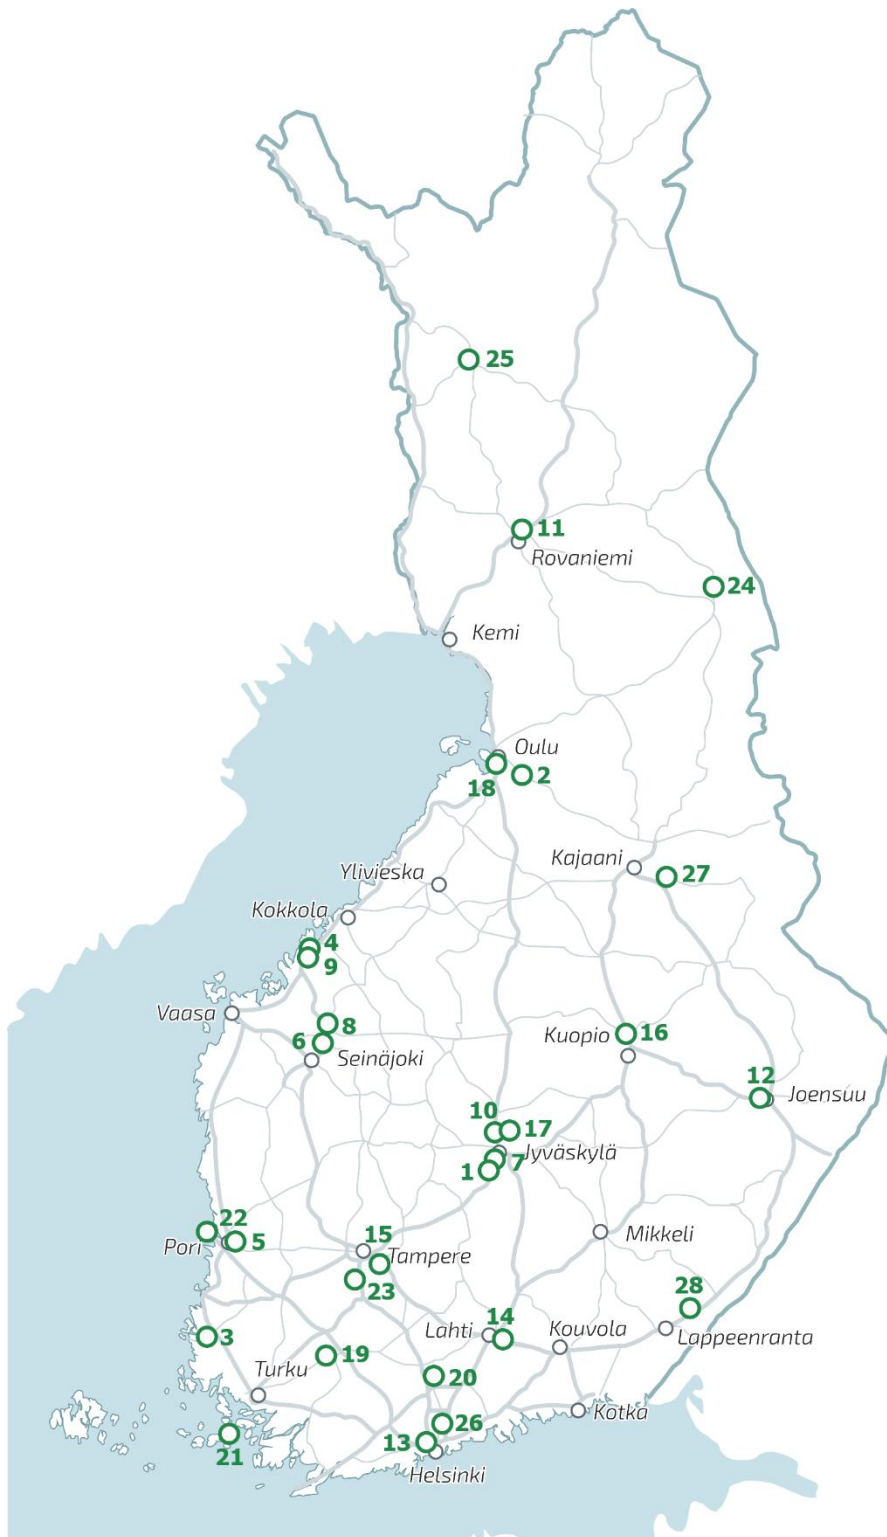 25
11
Rovaniemi
24
Kemi
Oulu
18
2
Kajaani
27
Ylivieska
Kokkola
4
9
Vaasa
8
6
Seinäjoki
Kuopio
16
12
Joensuu
10
17
Jyväskylä
7
1
22
Pori
5
15
Tampere
23
Mikkeli
28
Lappeenranta
3
14
Lahti
Kouvola
19
Turku
20
Kotka
26
21
13
Helsinki